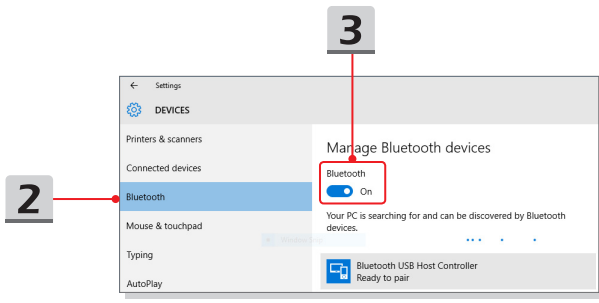 3
← Settings
DEVICES
Printers & scanners
Connected devices
Bluetooth
Mouse & touchpad
Typing
AutoPlay
2
Manage Bluetooth devices
Bluetooth
On
Your PC is searching for and can be discovered by Bluetooth
devices.
Bluetooth USB Host Controller
Ready to pair